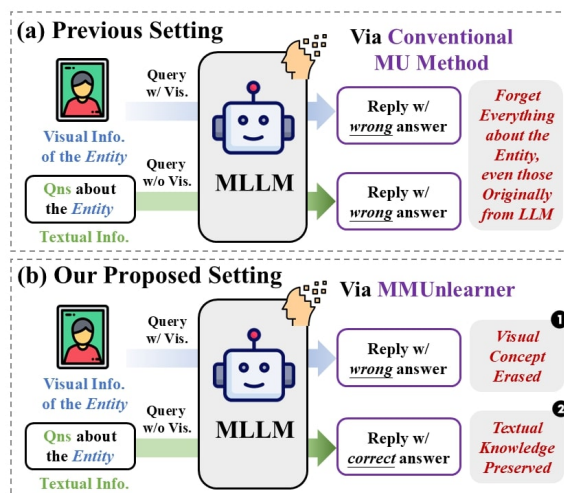 (a) Previous Setting
Via Conventional
MU Method
Query
w/ Vis.
Visual Info.
of the Entity
Qns about
the Entity
Textual Info.
Query
w/o Vis.
MLLM
Reply w/
wrong answer
Reply w/
wrong answer
Forget
Everything
about the
Entity,
even those
Originally
from LLM
(b) Our Proposed Setting
Via MMUnlearner
Query
w/ Vis.
Visual Info.
of the Entity
Qns about
the Entity
Textual Info.
Query
w/o Vis.
MLLM
Reply w/
wrong answer
Reply w/
correct answer
1
Visual
Concept
Erased
2
Textual
Knowledge
Preserved